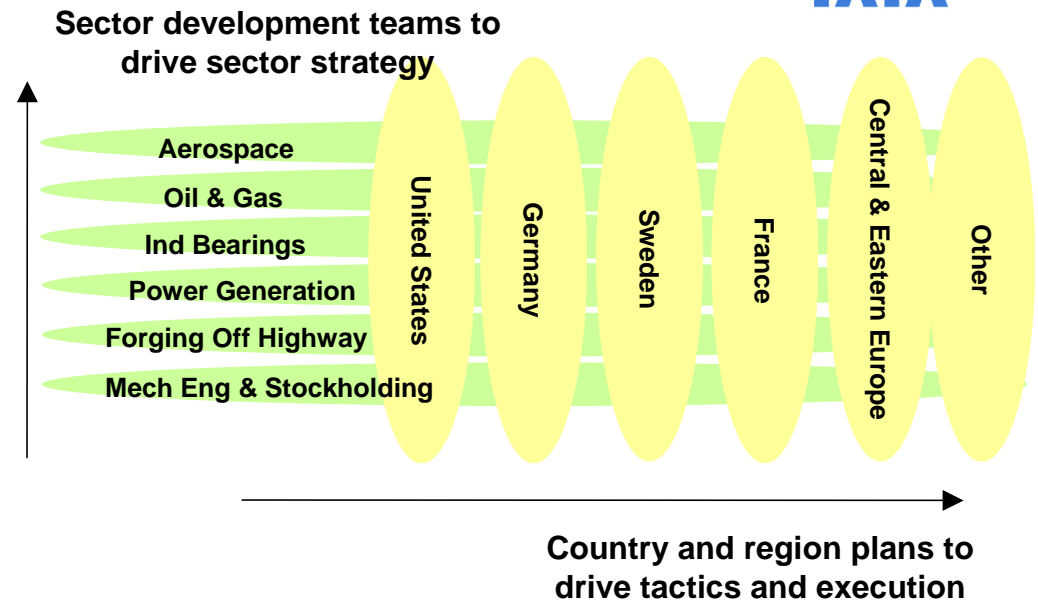 Sector development teams to
drive sector strategy
Aerospace
Oil & Gas
Ind Bearings
Power Generation
Forging Off Highway
Mech Eng & Stockholding
United States
Germany
Sweden
France
Central & Eastern Europe
Other
Country and region plans to
drive tactics and execution